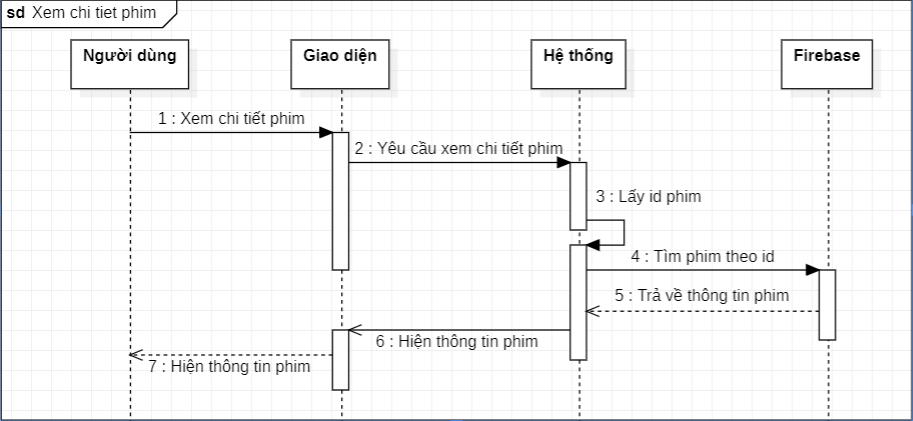 sd Xem chi tiet phim
Người dùng
Giao diện
Hệ thống
Firebase
1 : Xem chi tiết phim
2 : Yêu cầu xem chi tiết phim
3 : Lấy id phim
4 : Tìm phim theo id
5 : Trả về thông tin phim
6 : Hiện thông tin phim
7 : Hiện thông tin phim